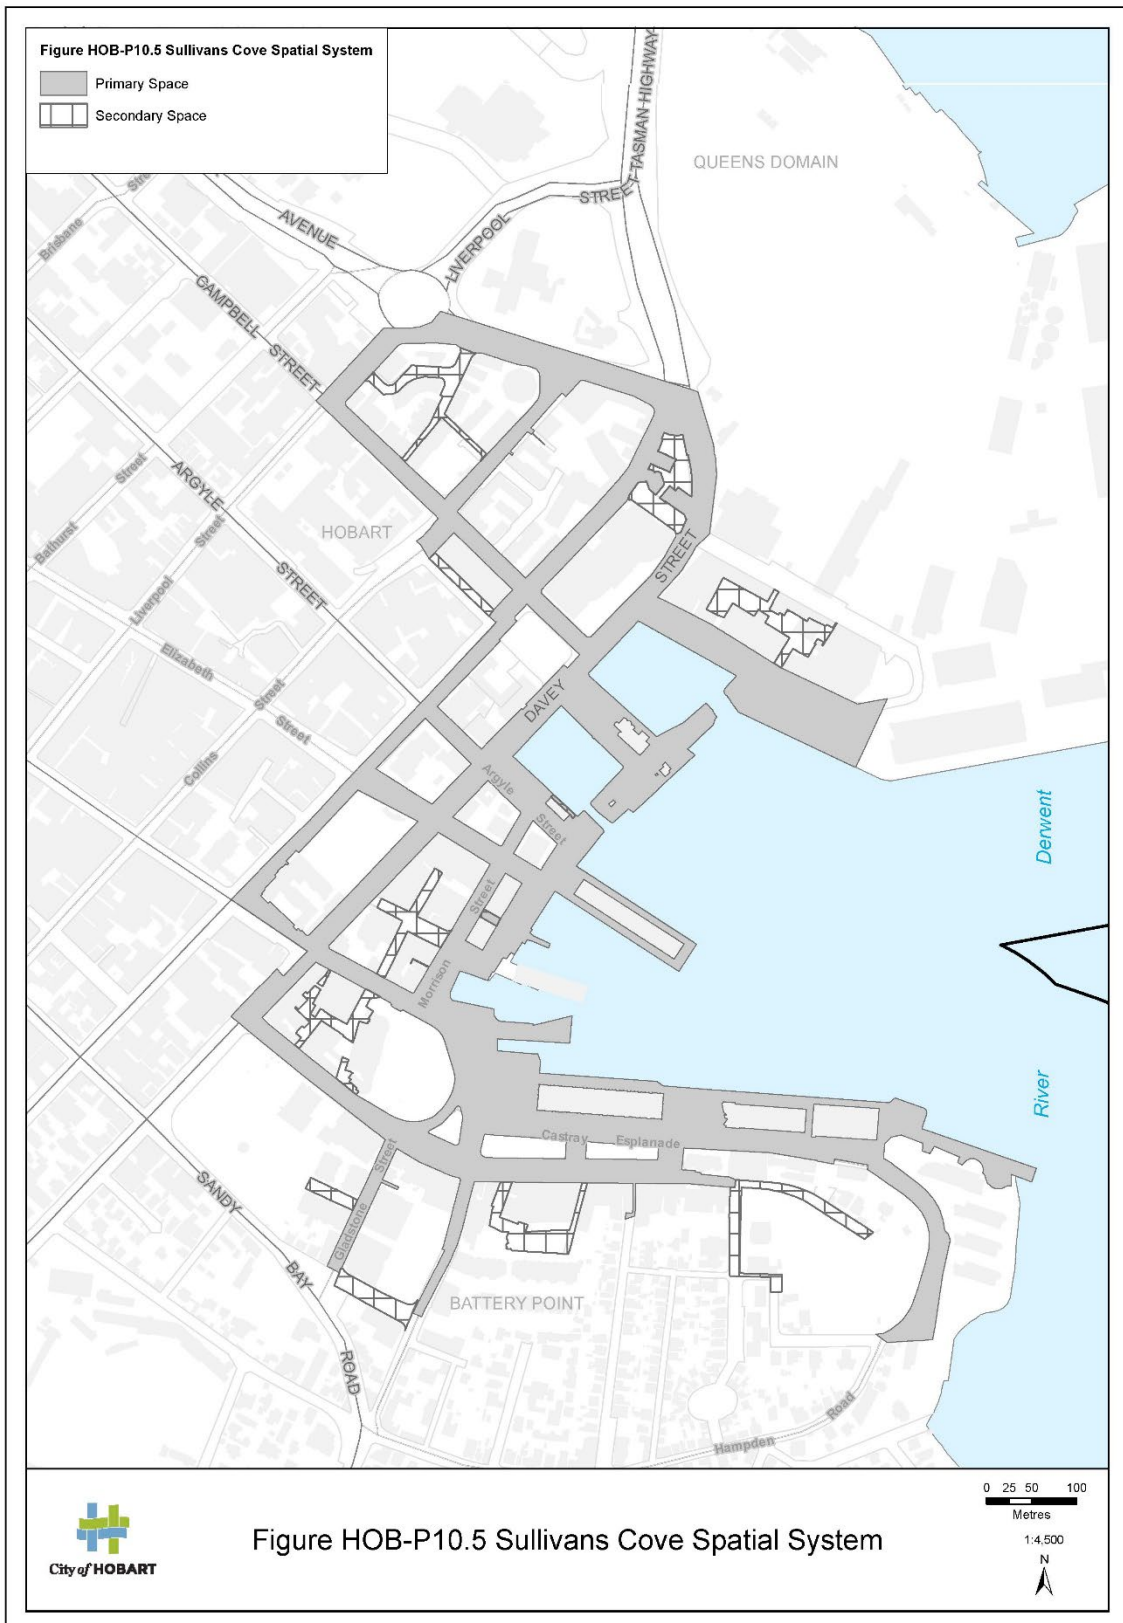 Figure HOB-P10.5 Sullivans Cove Spatial System
Primary Space
Secondary Space
STREET TASMAN HIGHWAY
QUEENS DOMAIN
AVENUE
LIVERPOOL STREET
Brisbane
CAMPBELL STREET
ARGYLE STREET
HOBART
Bathurst Street
Liverpool Street
Elizabeth Street
Collins Street
DAVEY STREET
Argyle Street
Morrison Street
Derwent
River
Castray Esplanade
Gladstone Street
SANDY BAY ROAD
BATTERY POINT
Hampden Road
City of HOBART
Figure HOB-P10.5 Sullivans Cove Spatial System
0 25 50 100
Metres
1:4,500
N